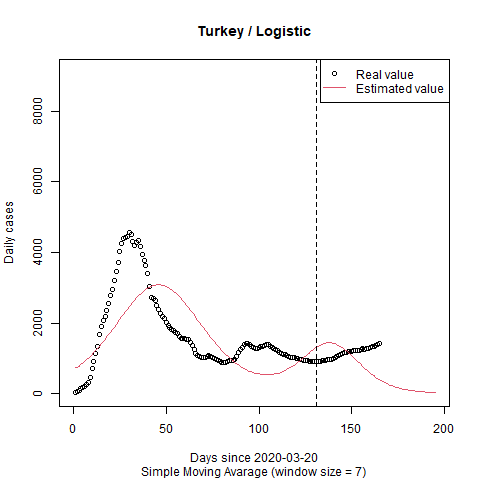 Turkey / Logistic
Real value
Estimated value
Daily cases
0
2000
4000
6000
8000
0
50
100
150
200
Days since 2020-03-20
Simple Moving Avarage (window size = 7)